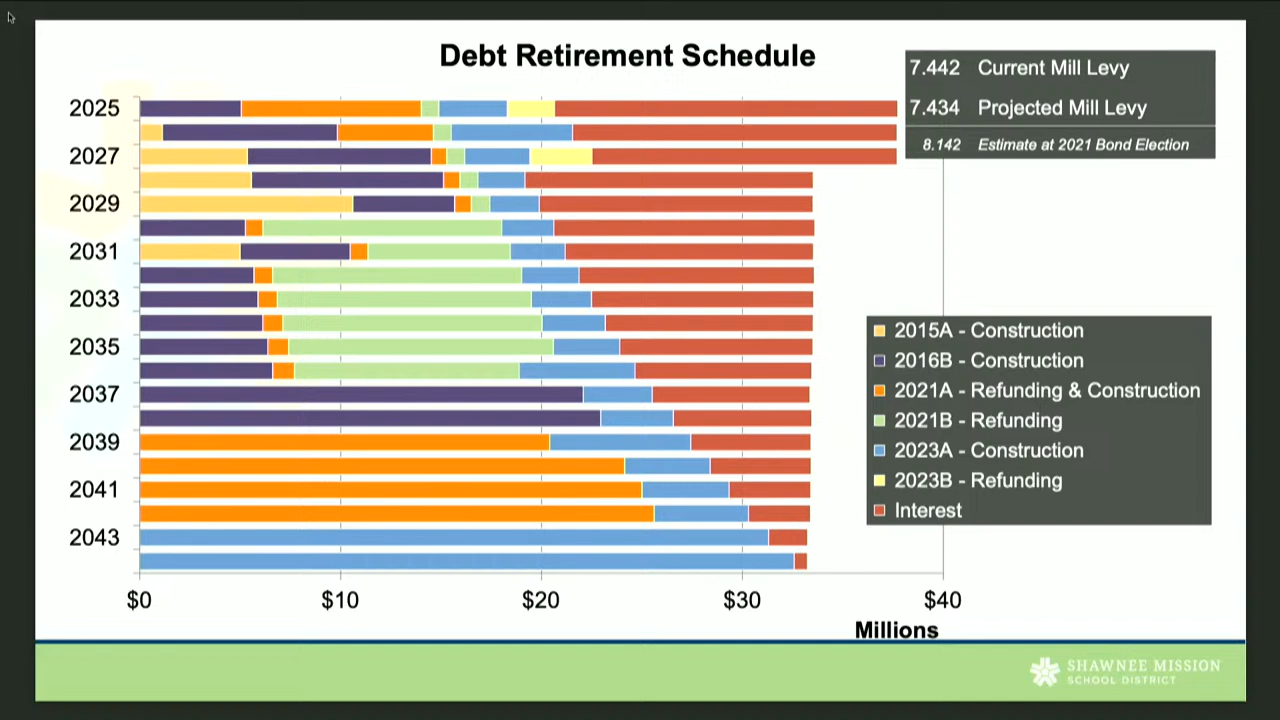 Debt Retirement Schedule
7.442 Current Mill Levy
7.434 Projected Mill Levy
8.142 Estimate at 2021 Bond Election
2025
2027
2029
2031
2033
2035
2037
2039
2041
2043
2015A - Construction
2016B - Construction
2021A - Refunding & Construction
2021B - Refunding
2023A - Construction
2023B - Refunding
Interest
$0 $10 $20 $30 $40
Millions
SHAWNEE MISSION
SCHOOL DISTRICT